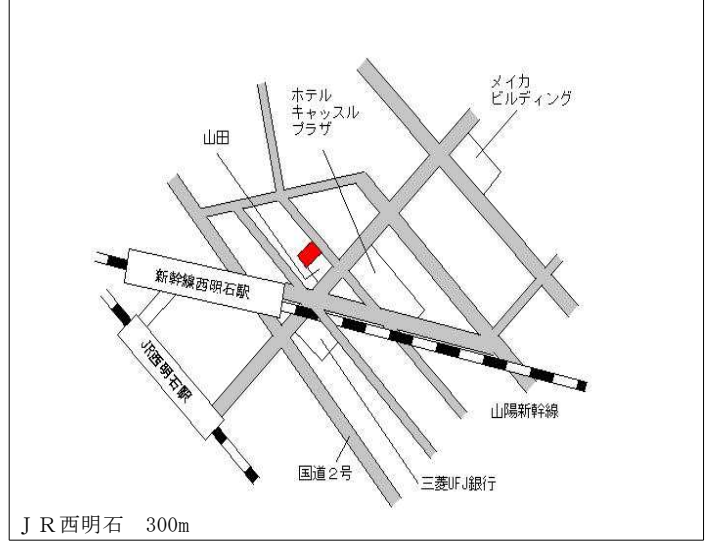 メイカ
ビルディング
ホテル
キャッスル
プラザ
山田
新幹線西明石駅
JR西明石駅
山陽新幹線
国道２号
三菱UFJ銀行
ＪＲ西明石　300m